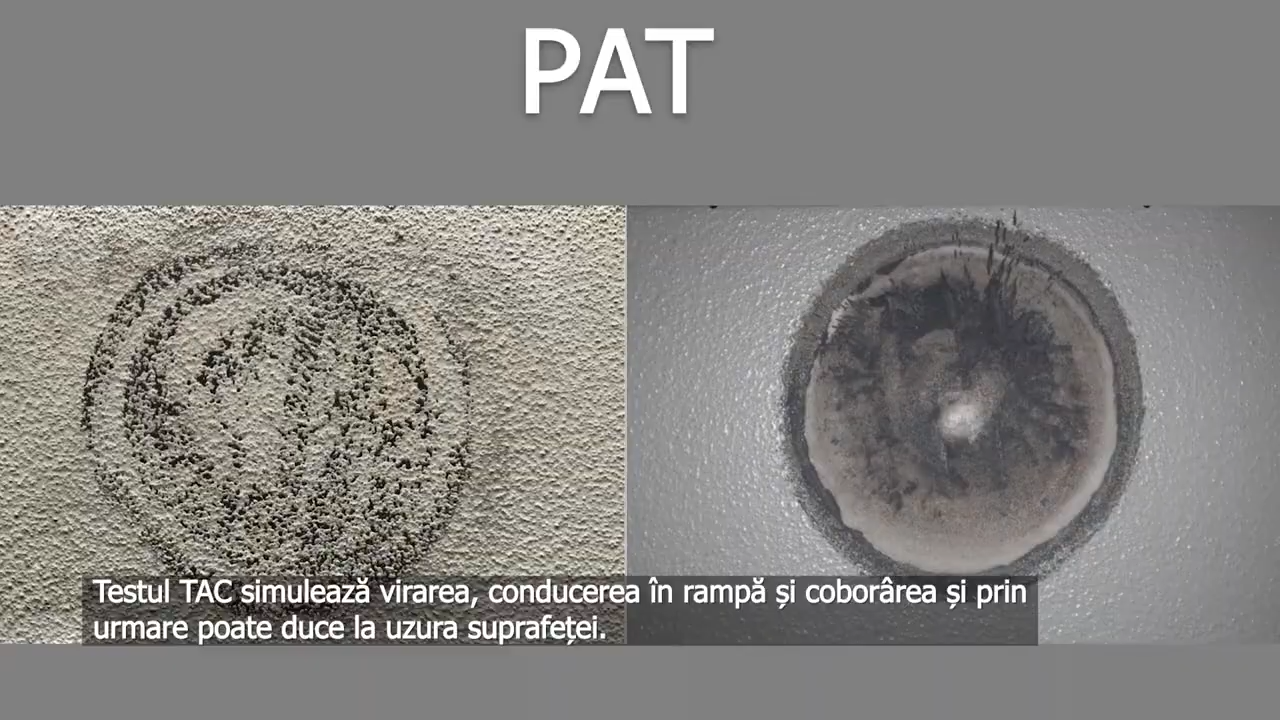 PAT
Testul TAC simulează virarea, conducerea în rampă și coborârea și prin
urmare poate duce la uzura suprafeței.